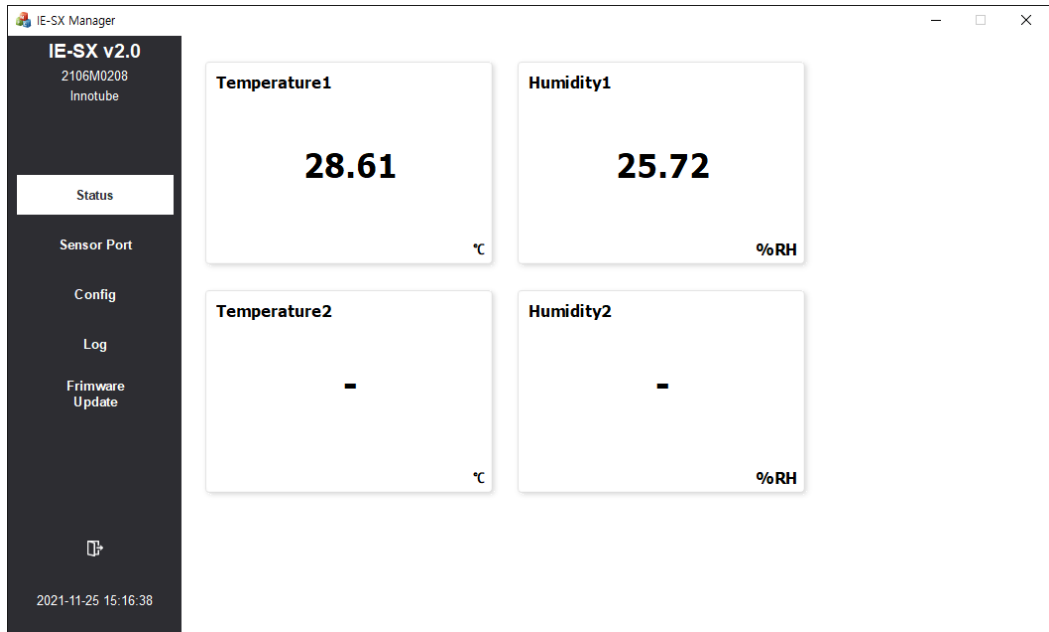 IE-SX Manager
IE-SX v2.0
2106M0208
Innotube
Status
Sensor Port
Config
Log
Frimware
Update
2021-11-25 15:16:38
Temperature1
28.61
℃
Humidity1
25.72
%RH
Temperature2
-
℃
Humidity2
-
%RH